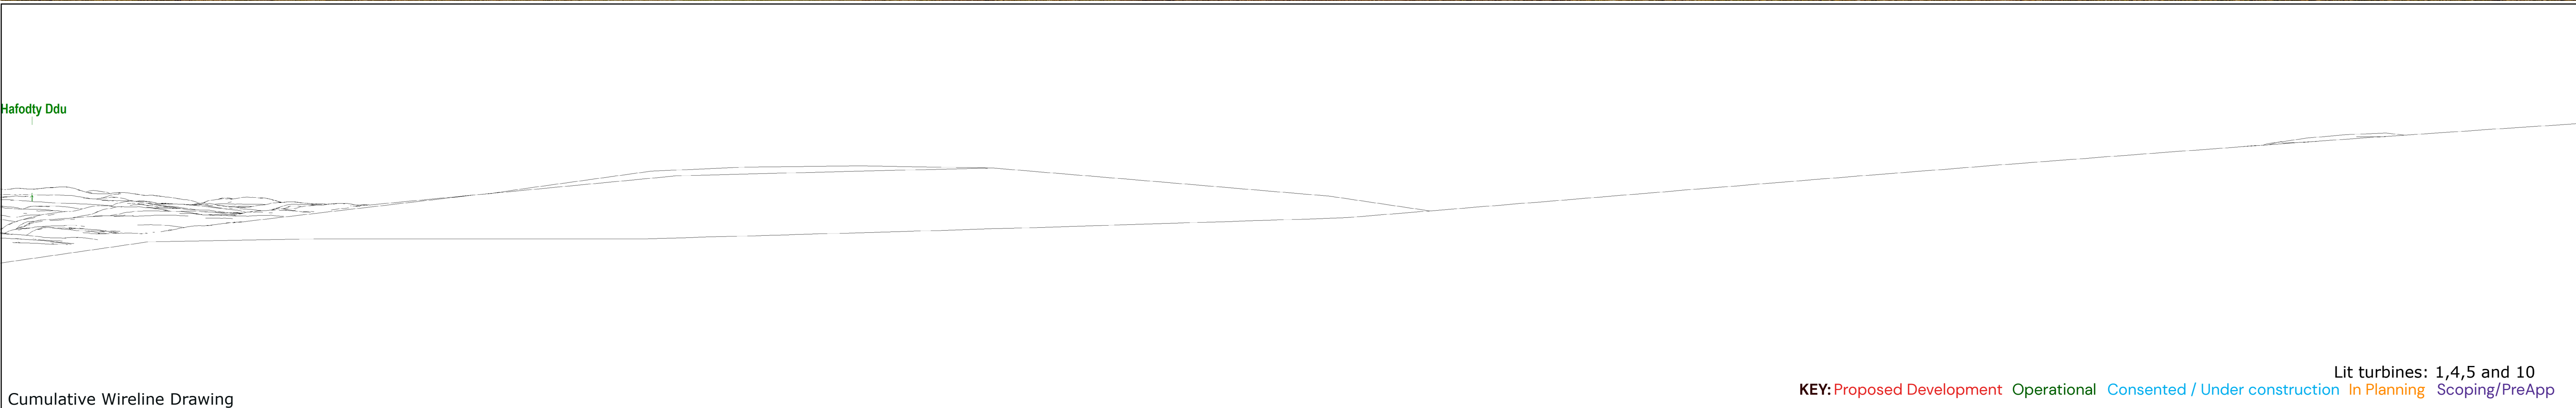 Hafodty Ddu
Lit turbines: 1,4,5 and 10
KEY: Proposed Development Operational Consented / Under construction In Planning Scoping/PreApp
Cumulative Wireline Drawing